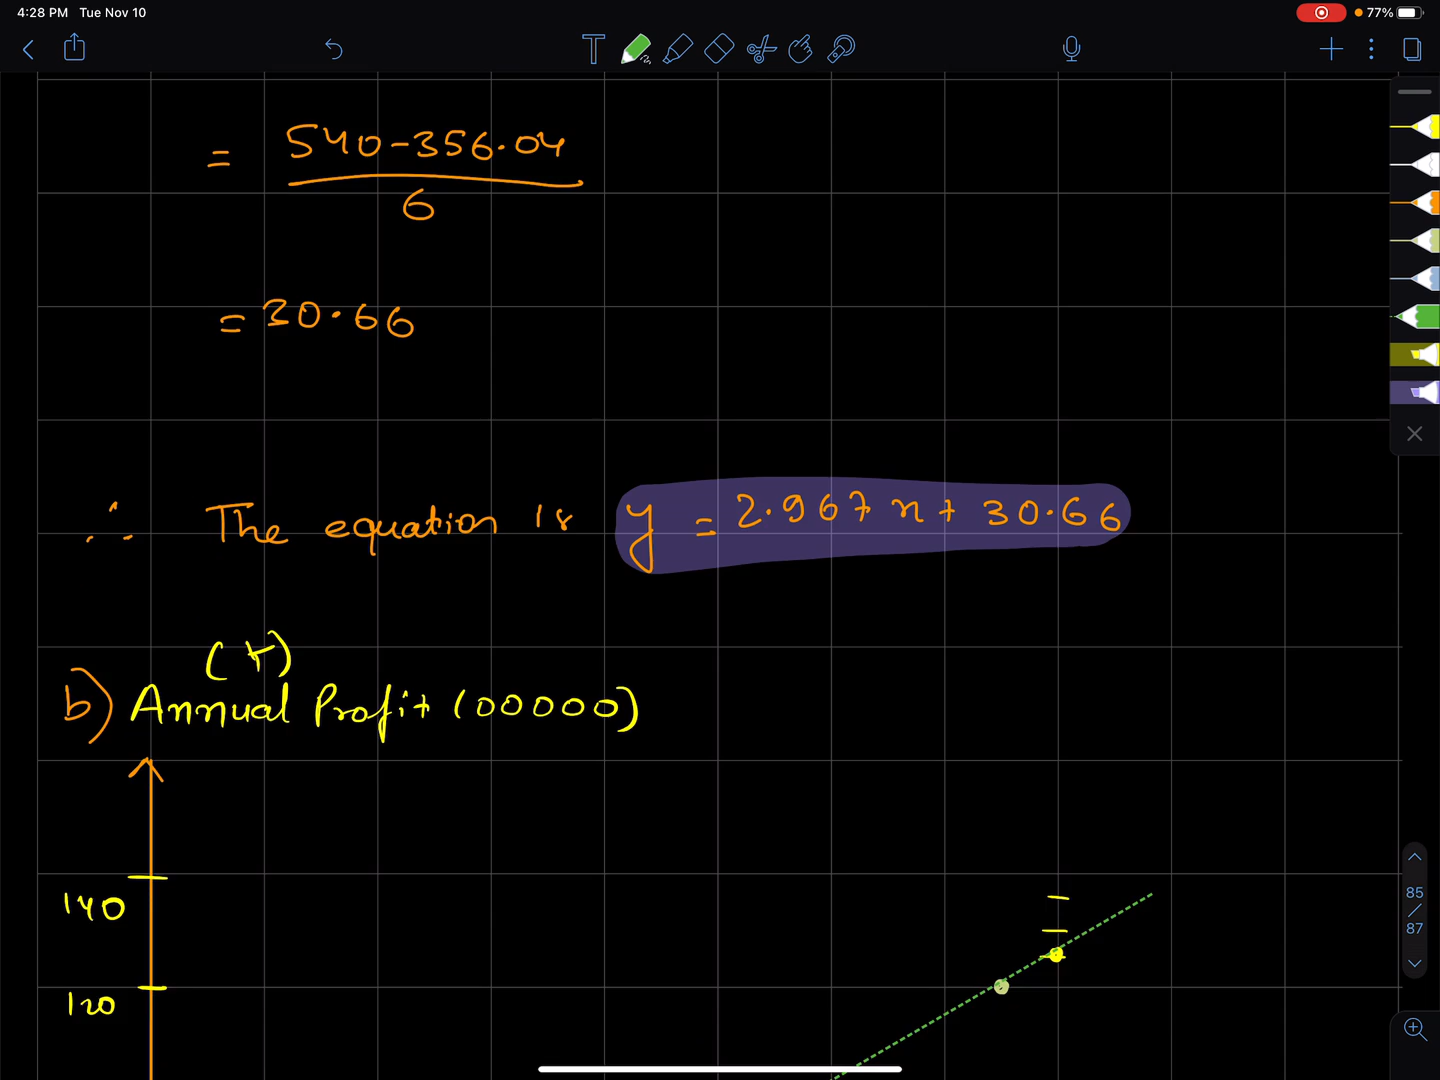 4:28 PM Tue Nov 10
77%
T
= 540-356.04
6
= 30.66
∴ The equation is y = 2.967x + 30.66
(Y)
b) Annual Profit (00000)
140
120
85
/
87